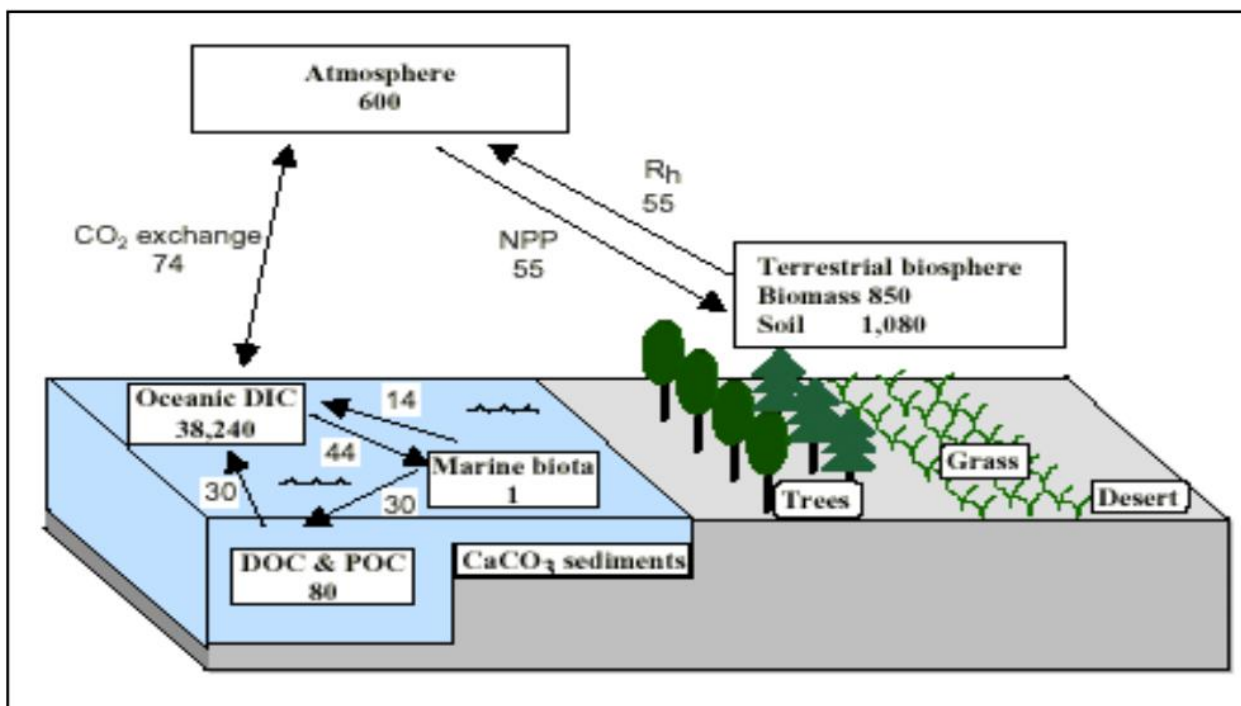 Atmosphere
600
Rh
55
CO₂ exchange
74
NPP
55
Terrestrial biosphere
Biomass 850
Soil 1,080
Oceanic DIC
38,240
14
44
Marine biota
1
30
30
Grass
Trees
Desert
DOC & POC
80
CaCO₃ sediments